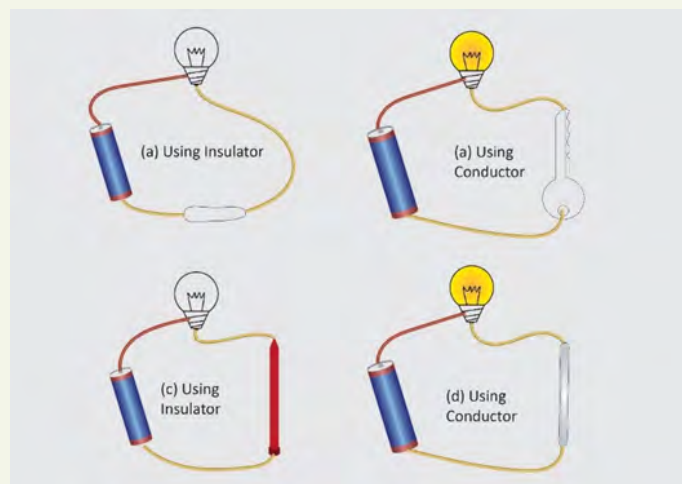 (a) Using Insulator
(a) Using
Conductor
(c) Using
Insulator
(d) Using
Conductor